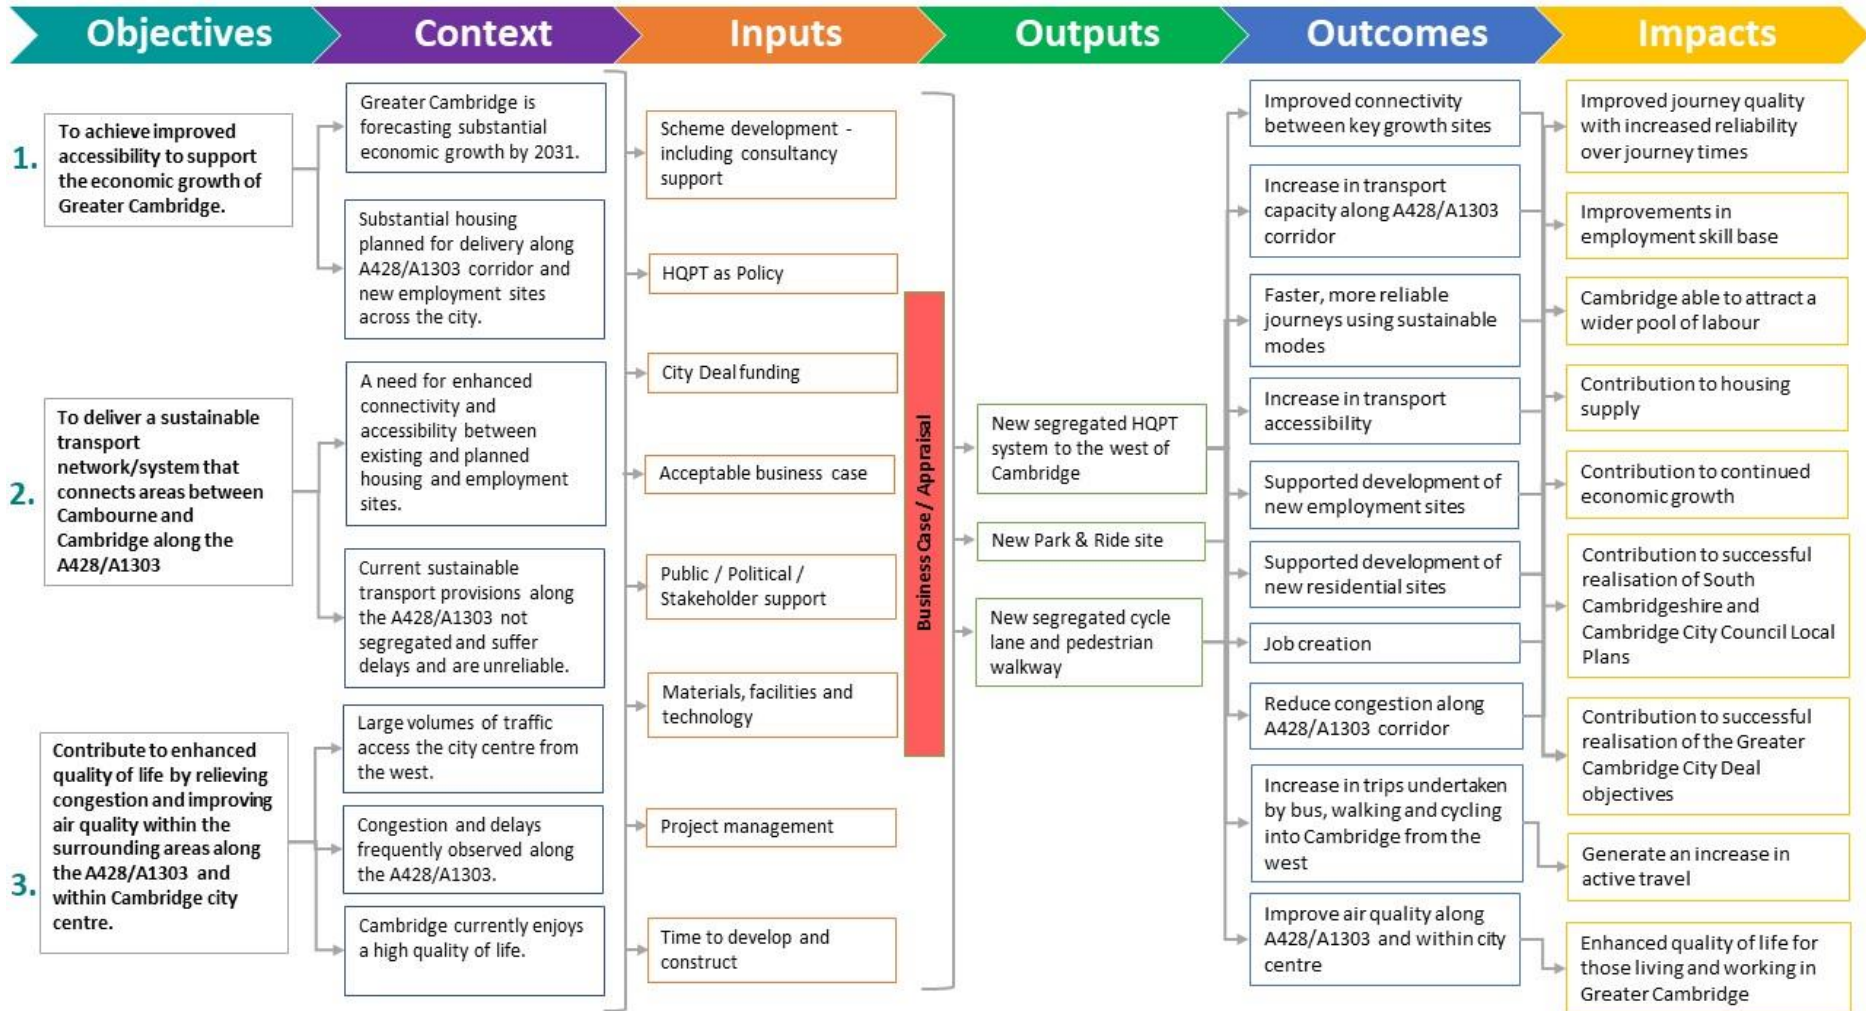 Objectives
Context
Inputs
Outputs
Outcomes
Impacts
1.
To achieve improved
accessibility to support
the economic growth of
Greater Cambridge.
2.
To deliver a sustainable
transport
network/system that
connects areas between
Cambourne and
Cambridge along the
A428/A1303
3.
Contribute to enhanced
quality of life by relieving
congestion and improving
air quality within the
surrounding areas along
the A428/A1303 and
within Cambridge city
centre.
Greater Cambridge is
forecasting substantial
economic growth by 2031.
Substantial housing
planned for delivery along
A428/A1303 corridor and
new employment sites
across the city.
A need for enhanced
connectivity and
accessibility between
existing and planned
housing and employment
sites.
Current sustainable
transport provisions along
the A428/A1303 not
segregated and suffer
delays and are unreliable.
Large volumes of traffic
access the city centre from
the west.
Congestion and delays
frequently observed along
the A428/A1303.
Cambridge currently enjoys
a high quality of life.
Scheme development -
including consultancy
support
HQPT as Policy
City Deal funding
Acceptable business case
Public / Political /
Stakeholder support
Materials, facilities and
technology
Project management
Time to develop and
construct
Business Case / Appraisal
New segregated HQPT
system to the west of
Cambridge
New Park & Ride site
New segregated cycle
lane and pedestrian
walkway
Improved connectivity
between key growth sites
Increase in transport
capacity along A428/A1303
corridor
Faster, more reliable
journeys using sustainable
modes
Increase in transport
accessibility
Supported development of
new employment sites
Supported development of
new residential sites
Job creation
Reduce congestion along
A428/A1303 corridor
Increase in trips undertaken
by bus, walking and cycling
into Cambridge from the
west
Improve air quality along
A428/A1303 and within city
centre
Improved journey quality
with increased reliability
over journey times
Improvements in
employment skill base
Cambridge able to attract a
wider pool of labour
Contribution to housing
supply
Contribution to continued
economic growth
Contribution to successful
realisation of South
Cambridgeshire and
Cambridge City Council Local
Plans
Contribution to successful
realisation of the Greater
Cambridge City Deal
objectives
Generate an increase in
active travel
Enhanced quality of life for
those living and working in
Greater Cambridge